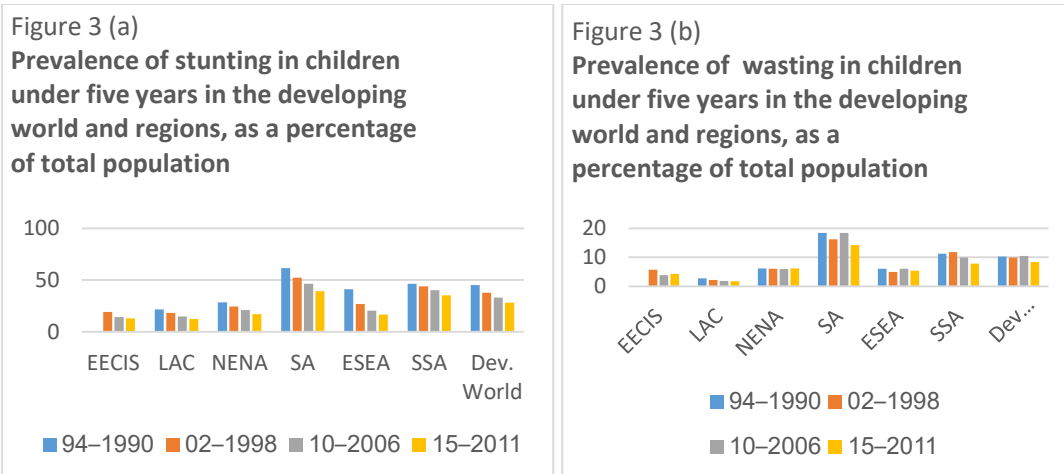 Figure 3 (a)
Prevalence of stunting in children
under five years in the developing
world and regions, as a percentage
of total population
100
50
0
EECIS LAC NENA SA ESEA SSA Dev.
World
94–1990 02–1998 10–2006 15–2011
Figure 3 (b)
Prevalence of wasting in children
under five years in the developing
world and regions, as a
percentage of total population
20
10
0
EECIS LAC NENA SA ESEA SSA Dev...
94–1990 02–1998
10–2006 15–2011